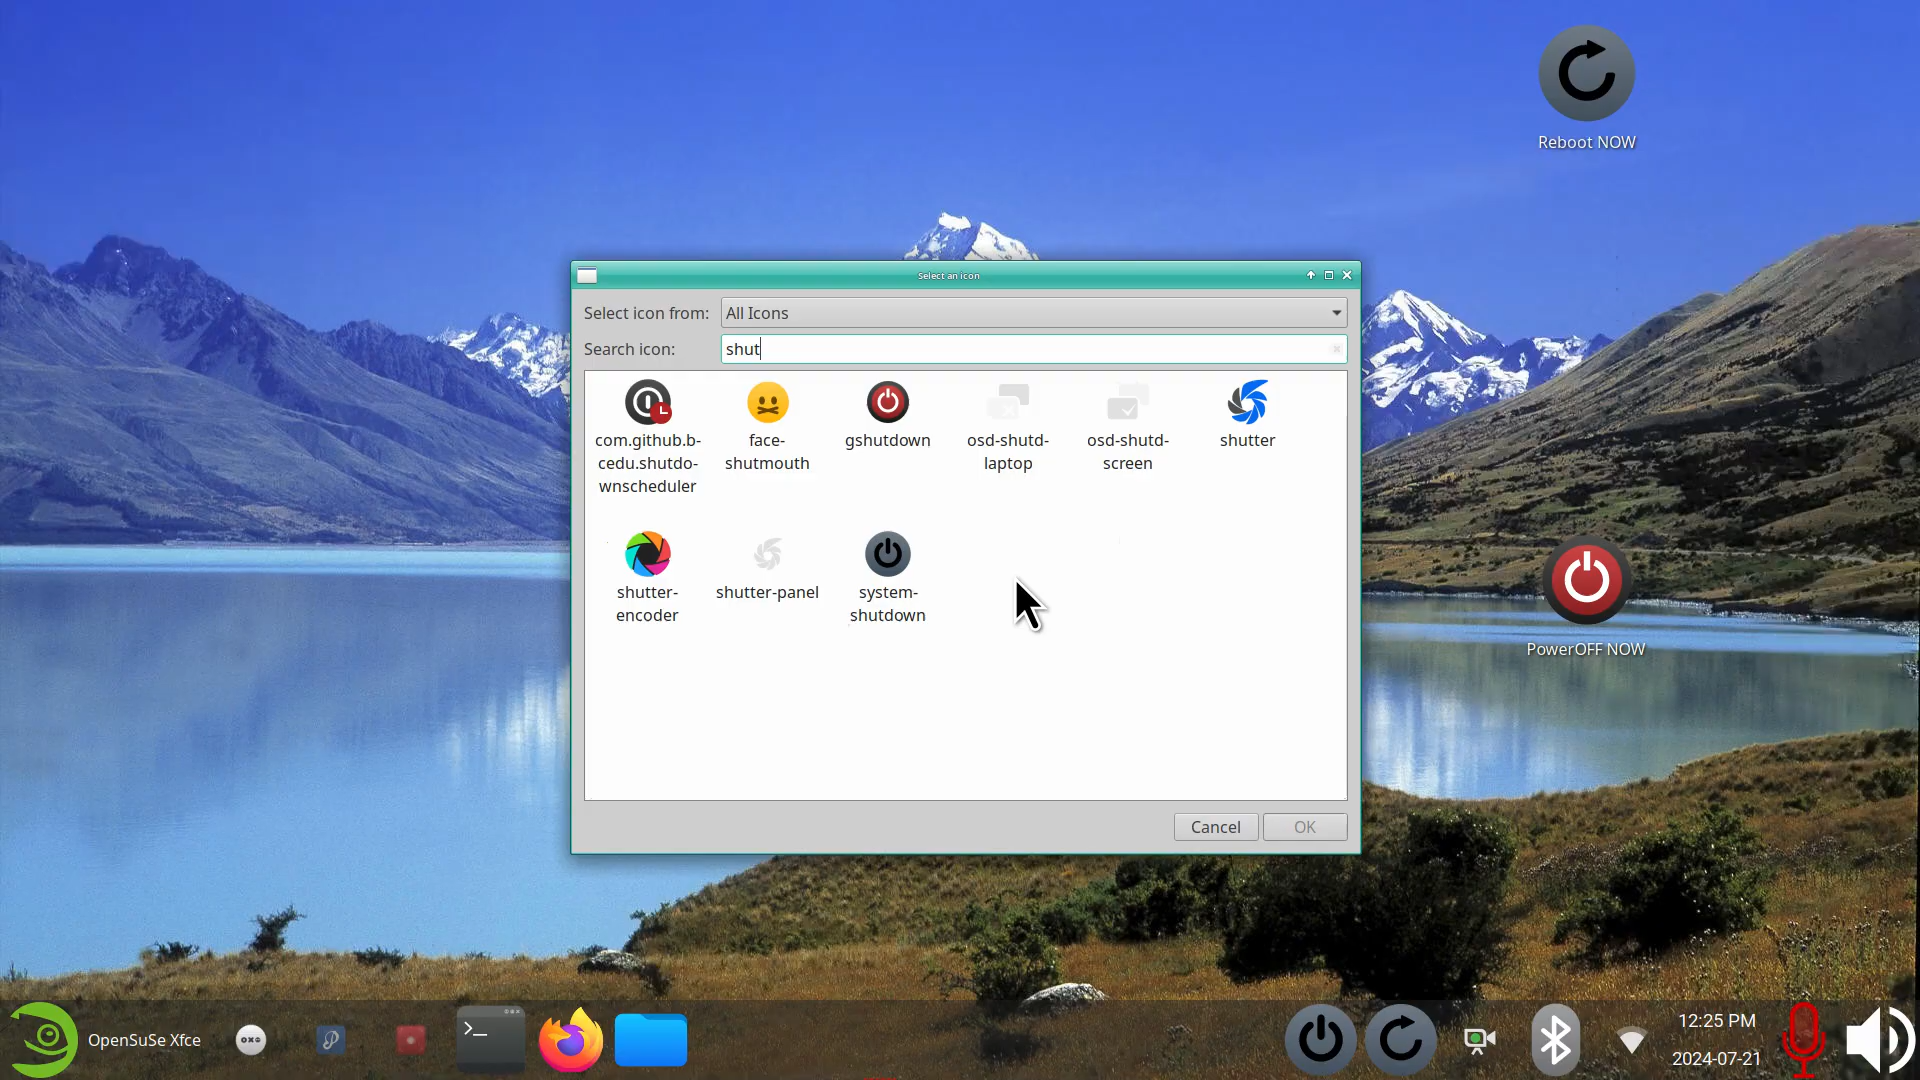 Reboot NOW
Select an icon
Select icon from:
All Icons
Search icon:
shut
com.github.b-
cedu.shutdo-
wnscheduler
face-
shutmouth
gshutdown
osd-shutd-
laptop
osd-shutd-
screen
shutter
shutter-
encoder
shutter-panel
system-
shutdown
PowerOFF NOW
Cancel
OK
OpenSuSe Xfce
12:25 PM
2024-07-21